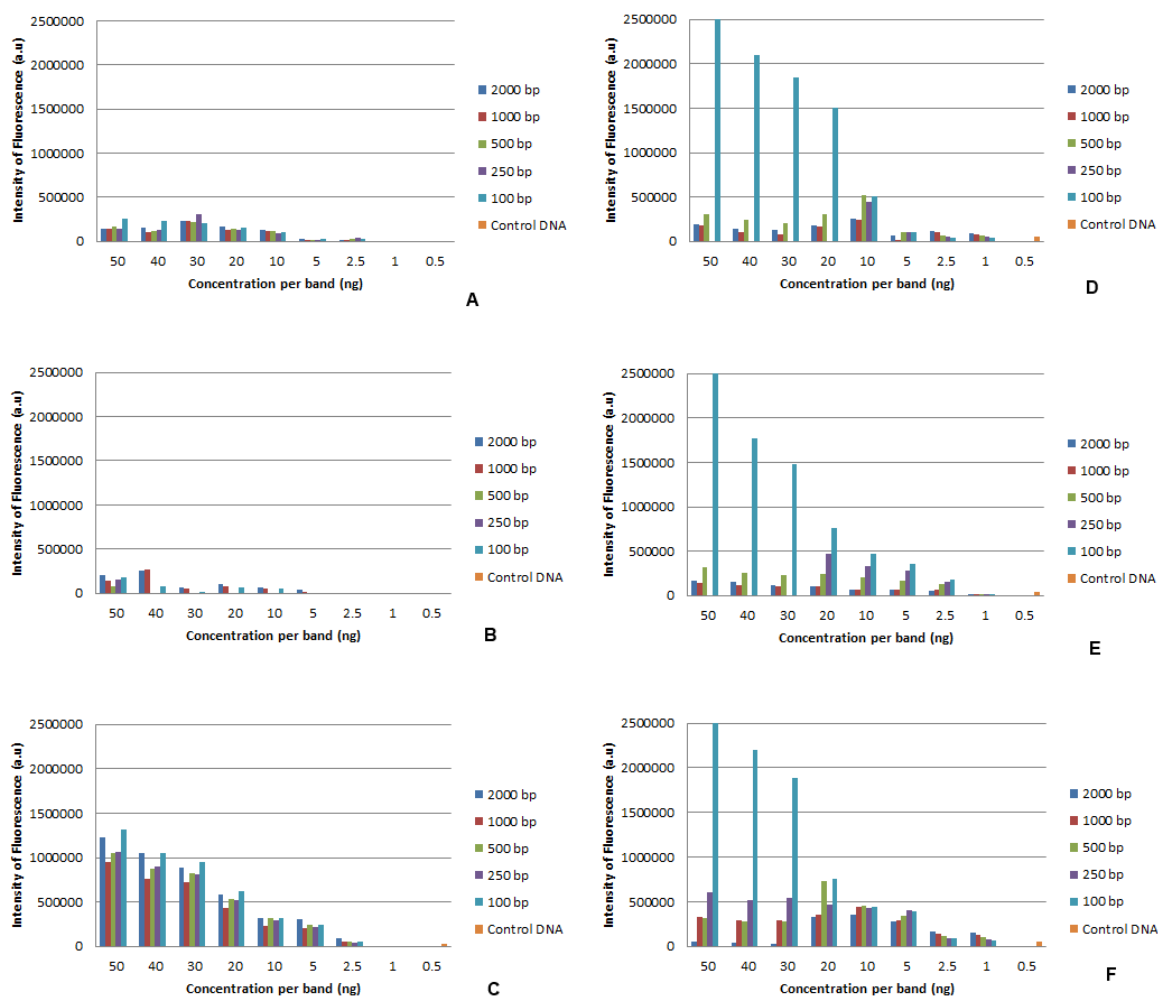 2500000
2000000
1500000
1000000
500000
0
Intensity of Fluorescence (a.u)
50 40 30 20 10 5 2.5 1 0.5
Concentration per band (ng)
2000 bp
1000 bp
500 bp
250 bp
100 bp
Control DNA
A
2500000
2000000
1500000
1000000
500000
0
Intensity of Fluorescence (a.u)
50 40 30 20 10 5 2.5 1 0.5
Concentration per band (ng)
2000 bp
1000 bp
500 bp
250 bp
100 bp
Control DNA
D
2500000
2000000
1500000
1000000
500000
0
Intensity of Fluorescence (a.u)
50 40 30 20 10 5 2.5 1 0.5
Concentration per band (ng)
2000 bp
1000 bp
500 bp
250 bp
100 bp
Control DNA
B
2500000
2000000
1500000
1000000
500000
0
Intensity of Fluorescence (a.u)
50 40 30 20 10 5 2.5 1 0.5
Concentration per band (ng)
2000 bp
1000 bp
500 bp
250 bp
100 bp
Control DNA
E
2500000
2000000
1500000
1000000
500000
0
Intensity of Fluorescence (a.u)
50 40 30 20 10 5 2.5 1 0.5
Concentration per band (ng)
2000 bp
1000 bp
500 bp
250 bp
100 bp
Control DNA
C
2500000
2000000
1500000
1000000
500000
0
Intensity of Fluorescence (a.u)
50 40 30 20 10 5 2.5 1 0.5
Concentration per band (ng)
2000 bp
1000 bp
500 bp
250 bp
100 bp
Control DNA
F